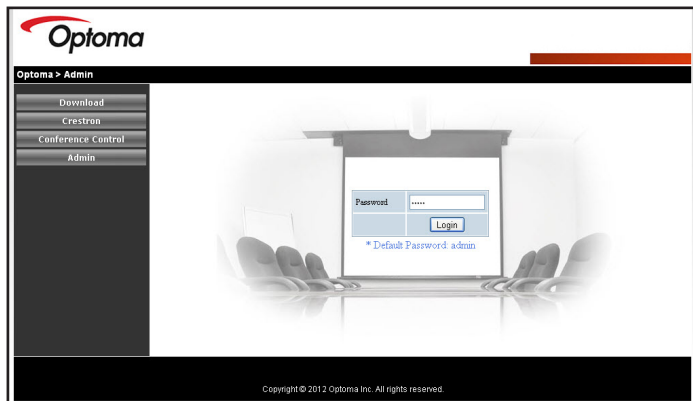 Optoma
Optoma > Admin
Download
Crestron
Conference Control
Admin
Password
.....
Login
* Default Password: admin
Copyright © 2012 Optoma Inc. All rights reserved.